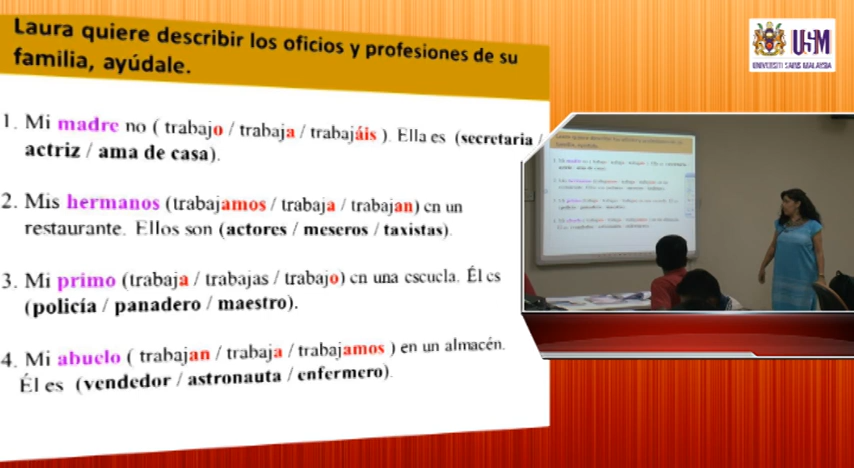 Laura quiere describir los oficios y profesiones de su
familia, ayúdale.
1. Mi madre no ( trabajo / trabaja / trabajáis ). Ella es (secretaria /
actriz / ama de casa).
2. Mis hermanos (trabajamos / trabaja / trabajan) en un
restaurante. Ellos son (actores / meseros / taxistas).
3. Mi primo (trabaja / trabajas / trabajo) en una escuela. Él es
(policía / panadero / maestro).
4. Mi abuelo ( trabajan / trabaja / trabajamos ) en un almacén.
Él es (vendedor / astronauta / enfermero).
USM
UNIVERSITI SAINS MALAYSIA